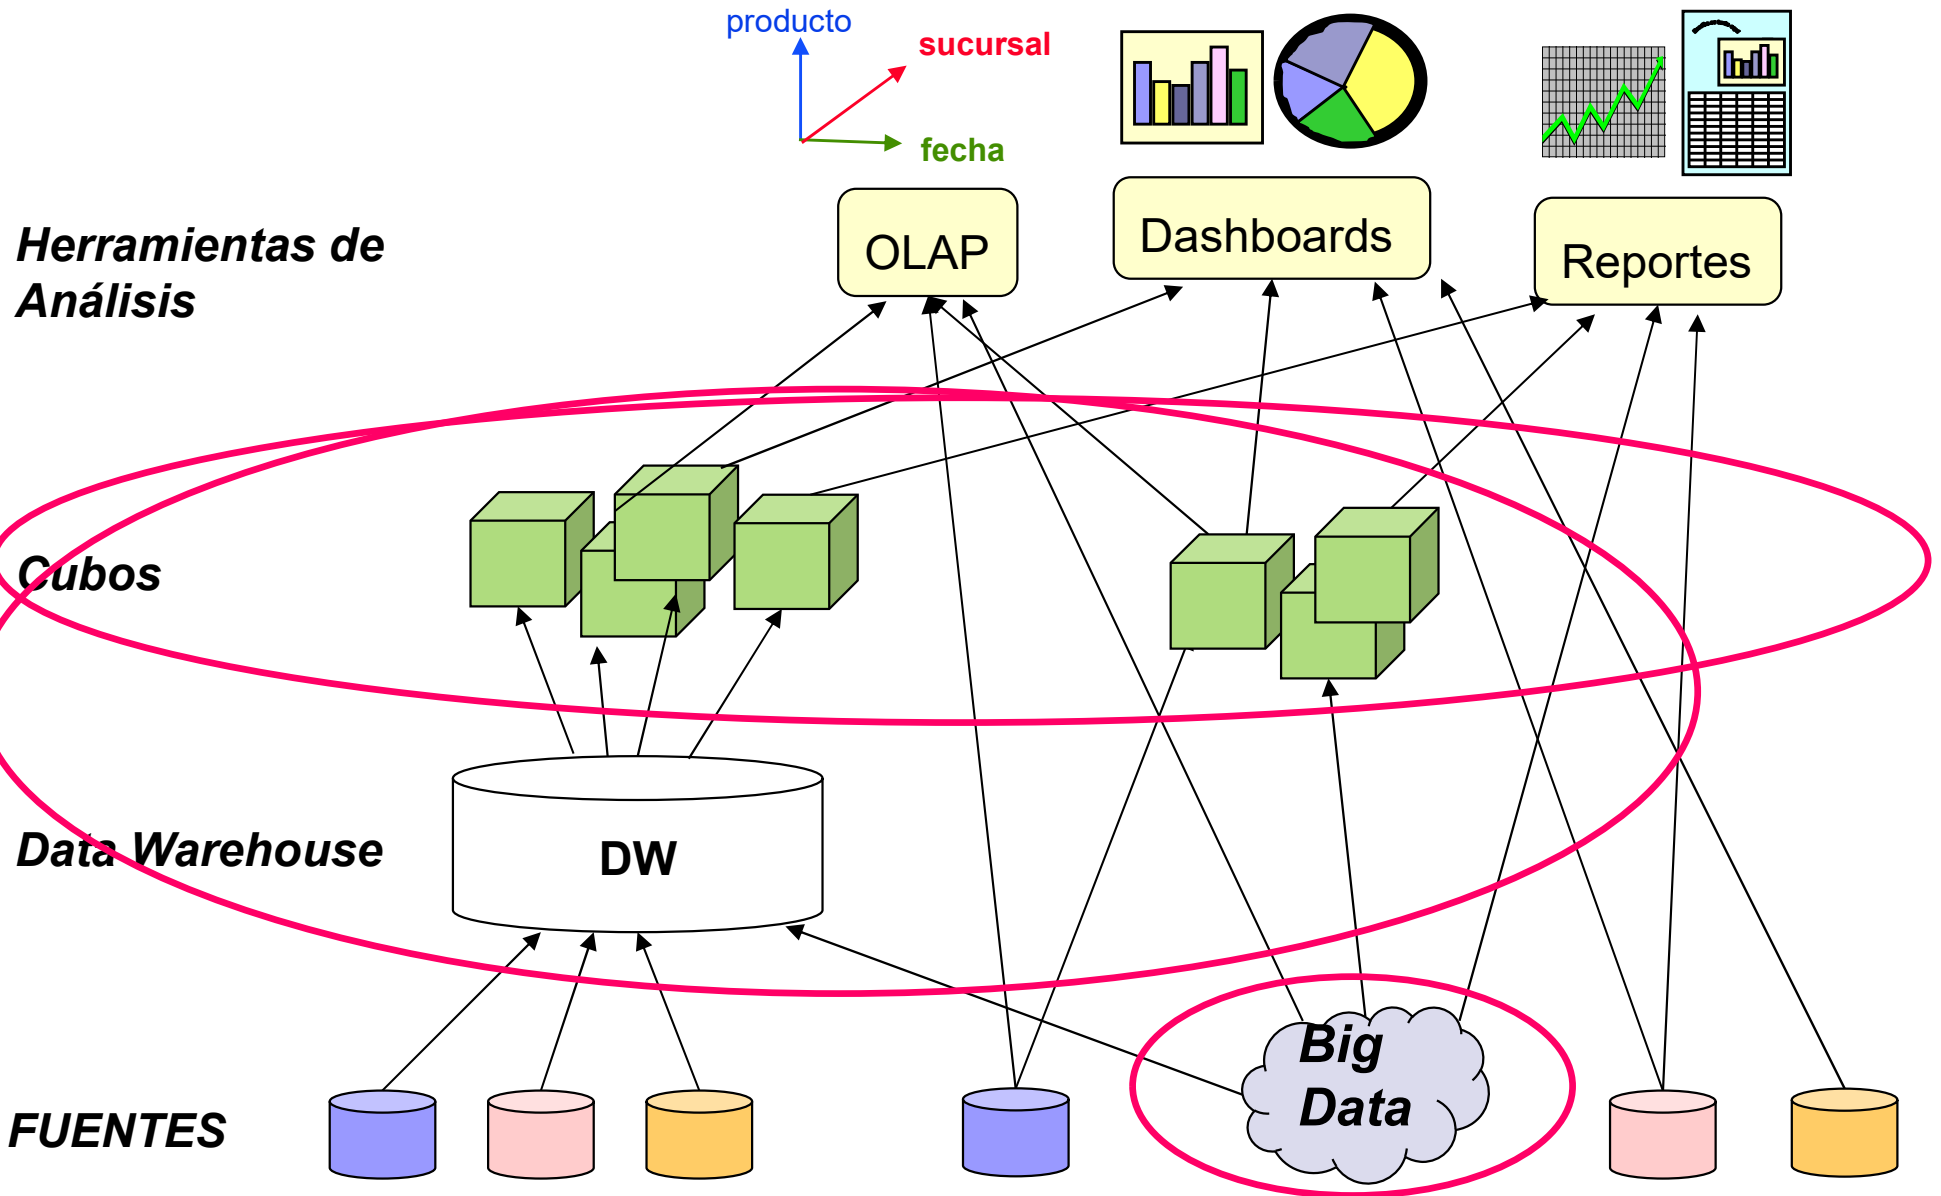 producto
sucursal
fecha
Herramientas de
Análisis
OLAP
Dashboards
Reportes
Cubos
Data Warehouse
DW
FUENTES
Big
Data